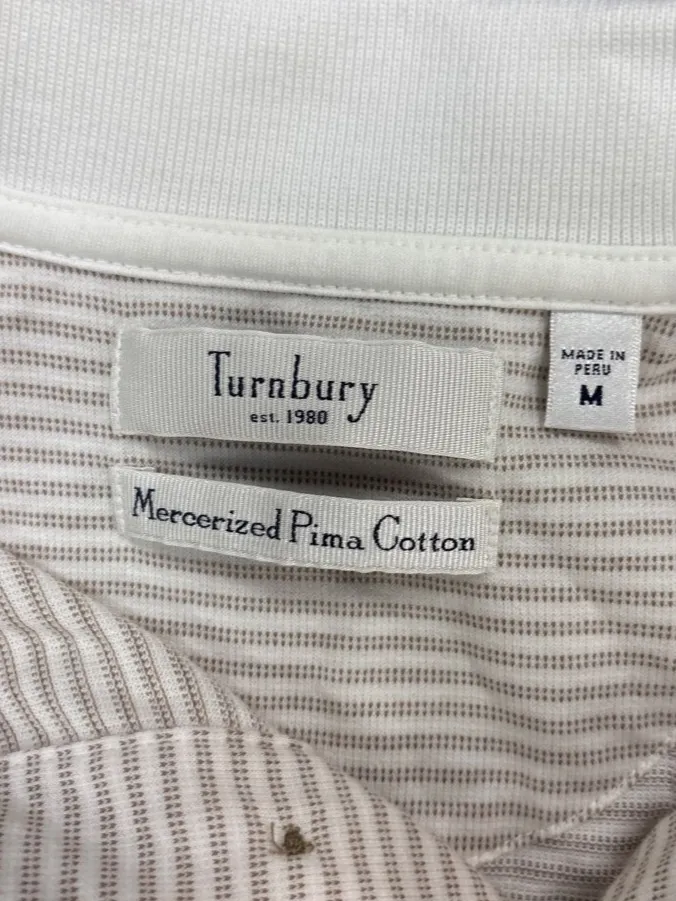 Turnbury
est. 1980
MADE IN
PERU
M
Mercerized Pima Cotton